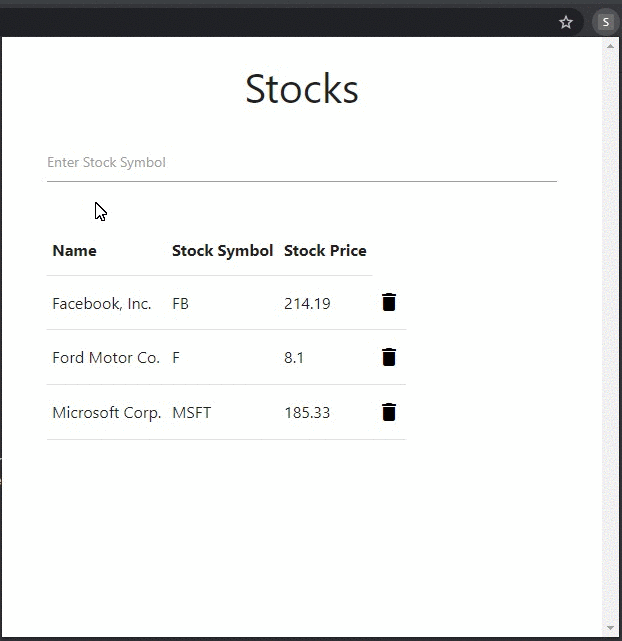 S
Stocks
Enter Stock Symbol
Name Stock Symbol Stock Price
Facebook, Inc. FB 214.19
Ford Motor Co. F 8.1
Microsoft Corp. MSFT 185.33